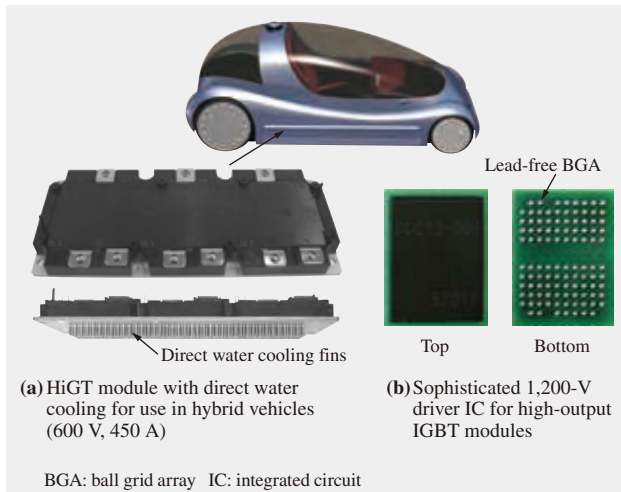 Lead-free BGA
Top
Bottom
Direct water cooling fins
(a) HiGT module with direct water
cooling for use in hybrid vehicles
(600 V, 450 A)
(b) Sophisticated 1,200-V
driver IC for high-output
IGBT modules
BGA: ball grid array IC: integrated circuit